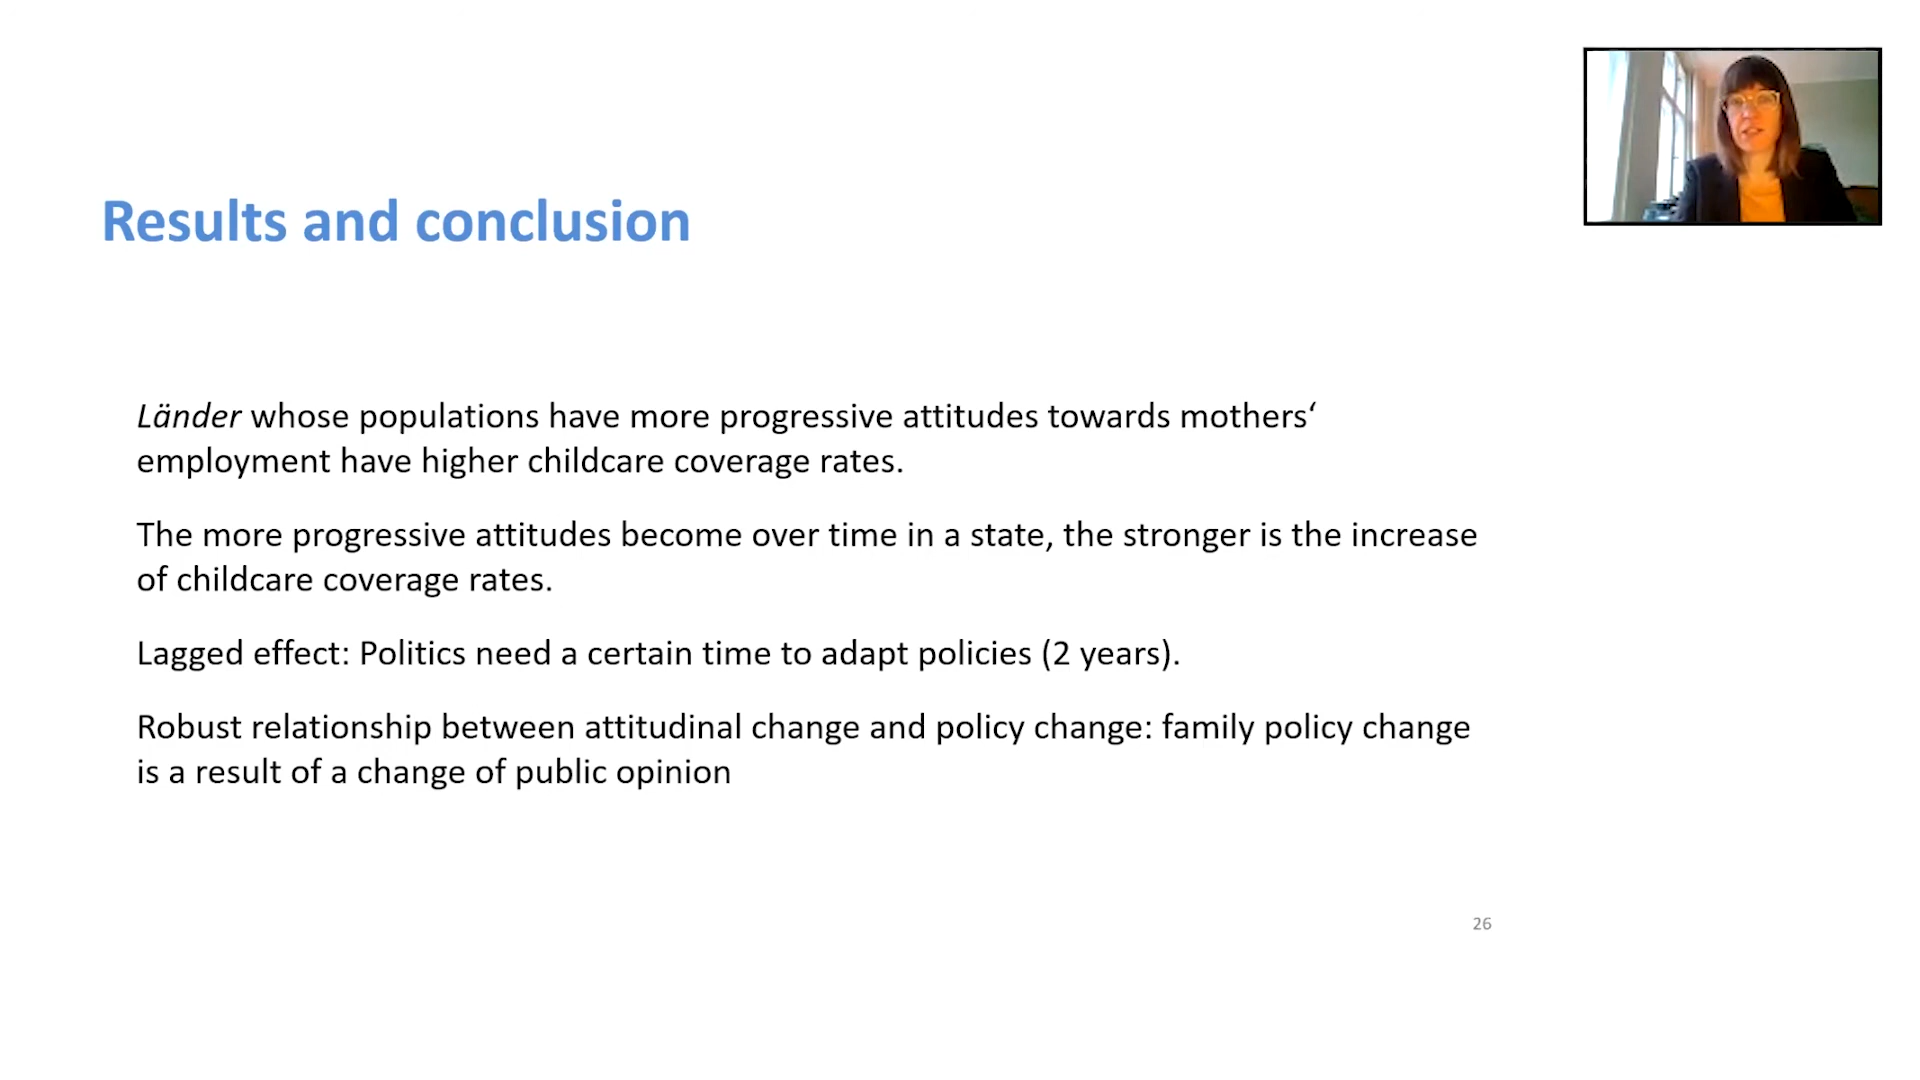 Results and conclusion
Länder whose populations have more progressive attitudes towards mothers‘
employment have higher childcare coverage rates.
The more progressive attitudes become over time in a state, the stronger is the increase
of childcare coverage rates.
Lagged effect: Politics need a certain time to adapt policies (2 years).
Robust relationship between attitudinal change and policy change: family policy change
is a result of a change of public opinion
26